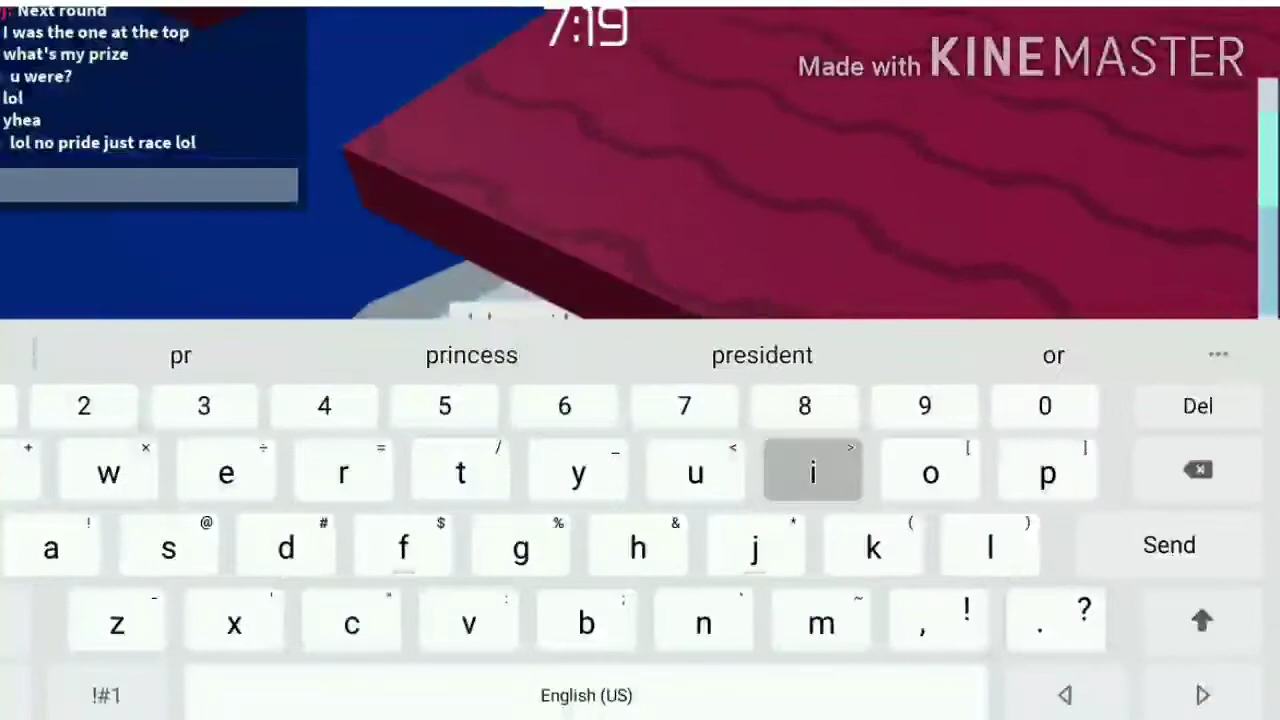 j: Next round
I was the one at the top
what's my prize
u were?
lol
yhea
lol no pride just race lol
7:19
Made with KINEMASTER
pr princess president or ...
2 3 4 5 6 7 8 9 0 Del
+ w × e ÷ r = t / y _ u < i > o [ p ]
a ! s @ d # f $ g % h & j * k ( l ) Send
z - x ' c " v : b ; n ` m ~ , ! . ?
!#1 English (US)